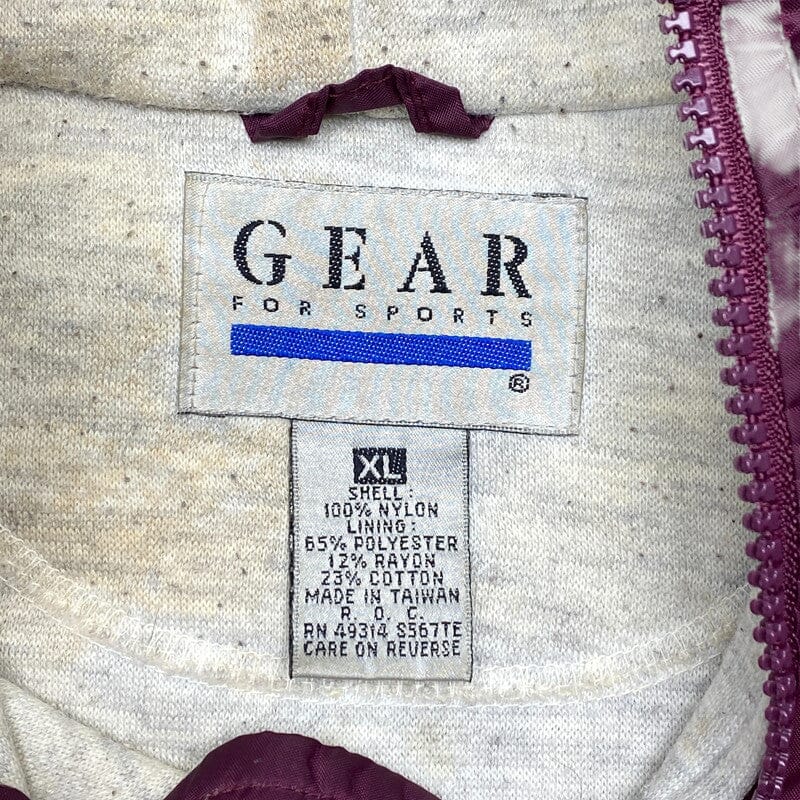 GEAR
FOR SPORTS
®
XL
SHELL:
100% NYLON
LINING:
65% POLYESTER
12% RAYON
23% COTTON
MADE IN TAIWAN
R. O. C.
RN 49314 S567TE
CARE ON REVERSE